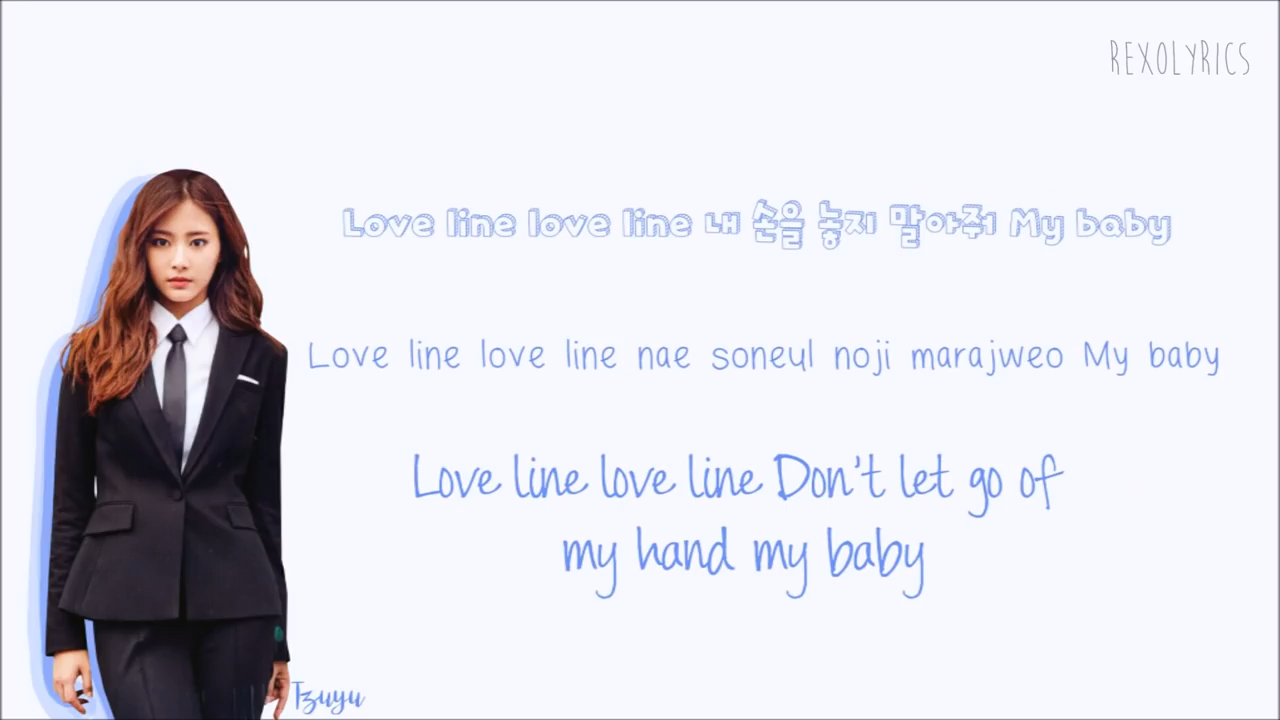 REXOLYRICS
Love line love line 내 손을 놓지 말아줘 My baby
Love line love line nae soneul noji marajweo My baby
Love line love line Don't let go of
my hand my baby
Tzuyu